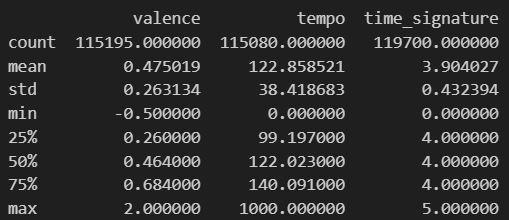 valence tempo time_signature
count 115195.000000 115080.000000 119700.000000
mean 0.475019 122.858521 3.904027
std 0.263134 38.418683 0.432394
min -0.500000 0.000000 0.000000
25% 0.260000 99.197000 4.000000
50% 0.464000 122.023000 4.000000
75% 0.684000 140.091000 4.000000
max 2.000000 1000.000000 5.000000